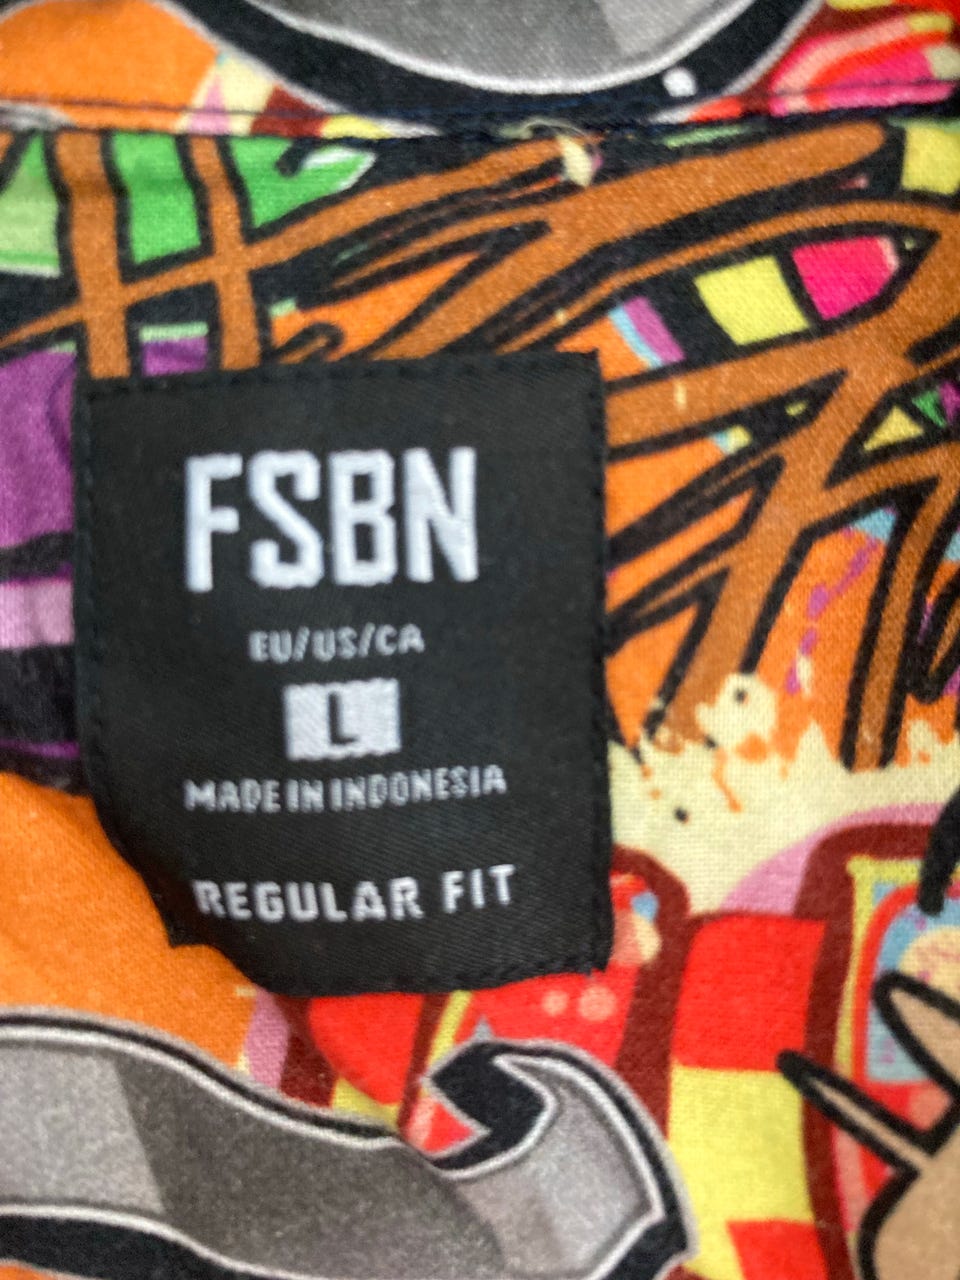 FSBN
EU/US/CA
L
MADE IN INDONESIA
REGULAR FIT